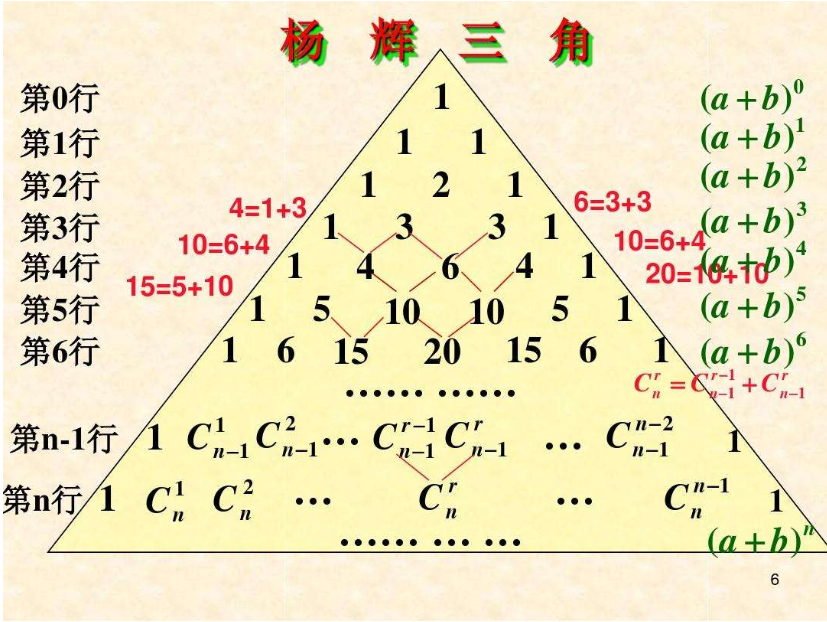 杨 辉 三 角
第0行 1 (a+b)^0
第1行 1 1 (a+b)^1
第2行 1 2 1 (a+b)^2
4=1+3 6=3+3
第3行 1 3 3 1 (a+b)^3
10=6+4 10=6+4
第4行 1 4 6 4 1 (a+b)^4
15=5+10 20=10+10
第5行 1 5 10 10 5 1 (a+b)^5
第6行 1 6 15 20 15 6 1 (a+b)^6
C_n^r = C_{n-1}^{r-1} + C_{n-1}^r
…… ……
第n-1行 1 C_{n-1}^1 C_{n-1}^2 … C_{n-1}^{r-1} C_{n-1}^r … C_{n-1}^{n-2} 1
第n行 1 C_n^1 C_n^2 … C_n^r … C_n^{n-1} 1
…… … … (a+b)^n
6